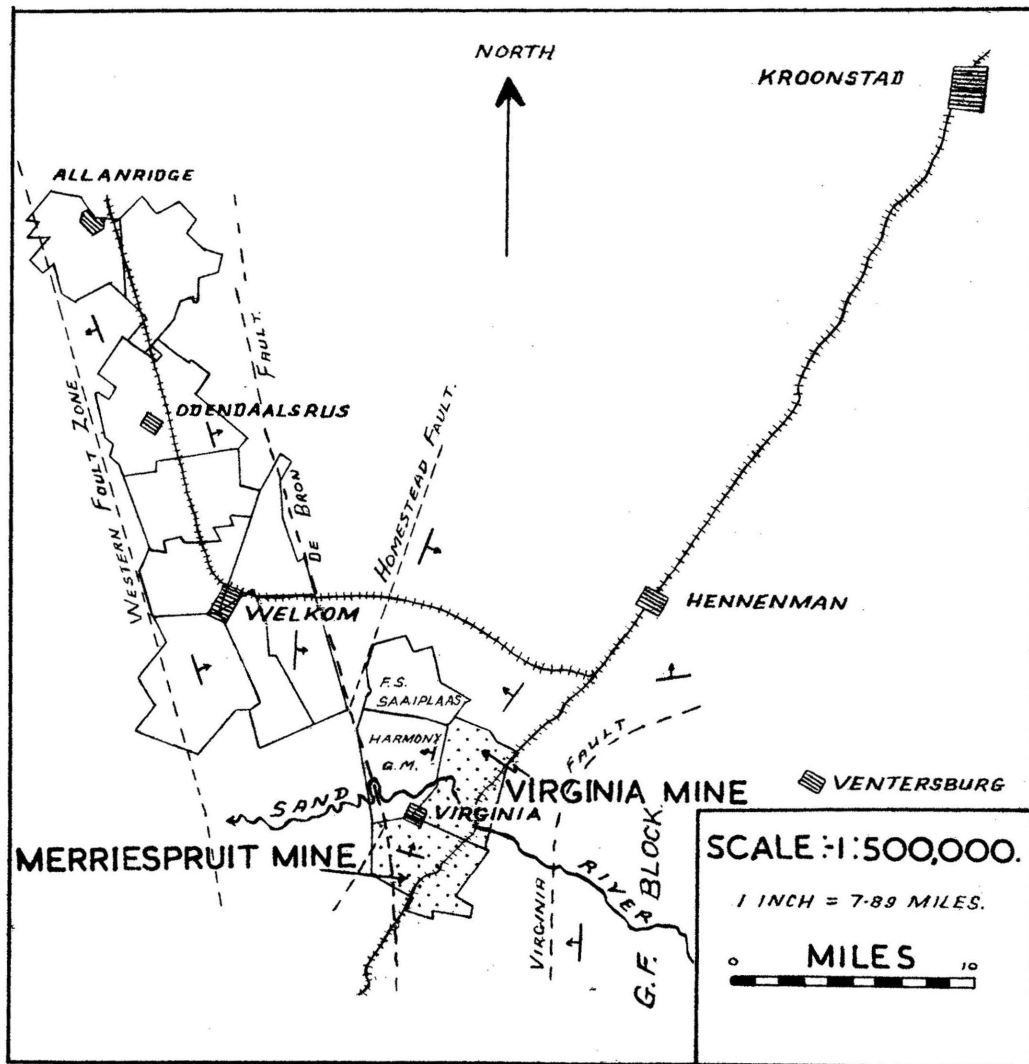 NORTH
KROONSTAD
ALLANRIDGE
WESTERN FAULT ZONE
DE BRON FAULT.
HOMESTEAD FAULT.
ODENDAALSRUS
WELKOM
HENNENMAN
F.S.
SAAIPLAAS
HARMONY
G.M.
SAND RIVER
VIRGINIA MINE
VIRGINIA
VIRGINIA FAULT
G.F. BLOCK
VENTERSBURG
MERRIESPRUIT MINE
SCALE:-1:500,000.
1 INCH = 7·89 MILES.
MILES
0 10